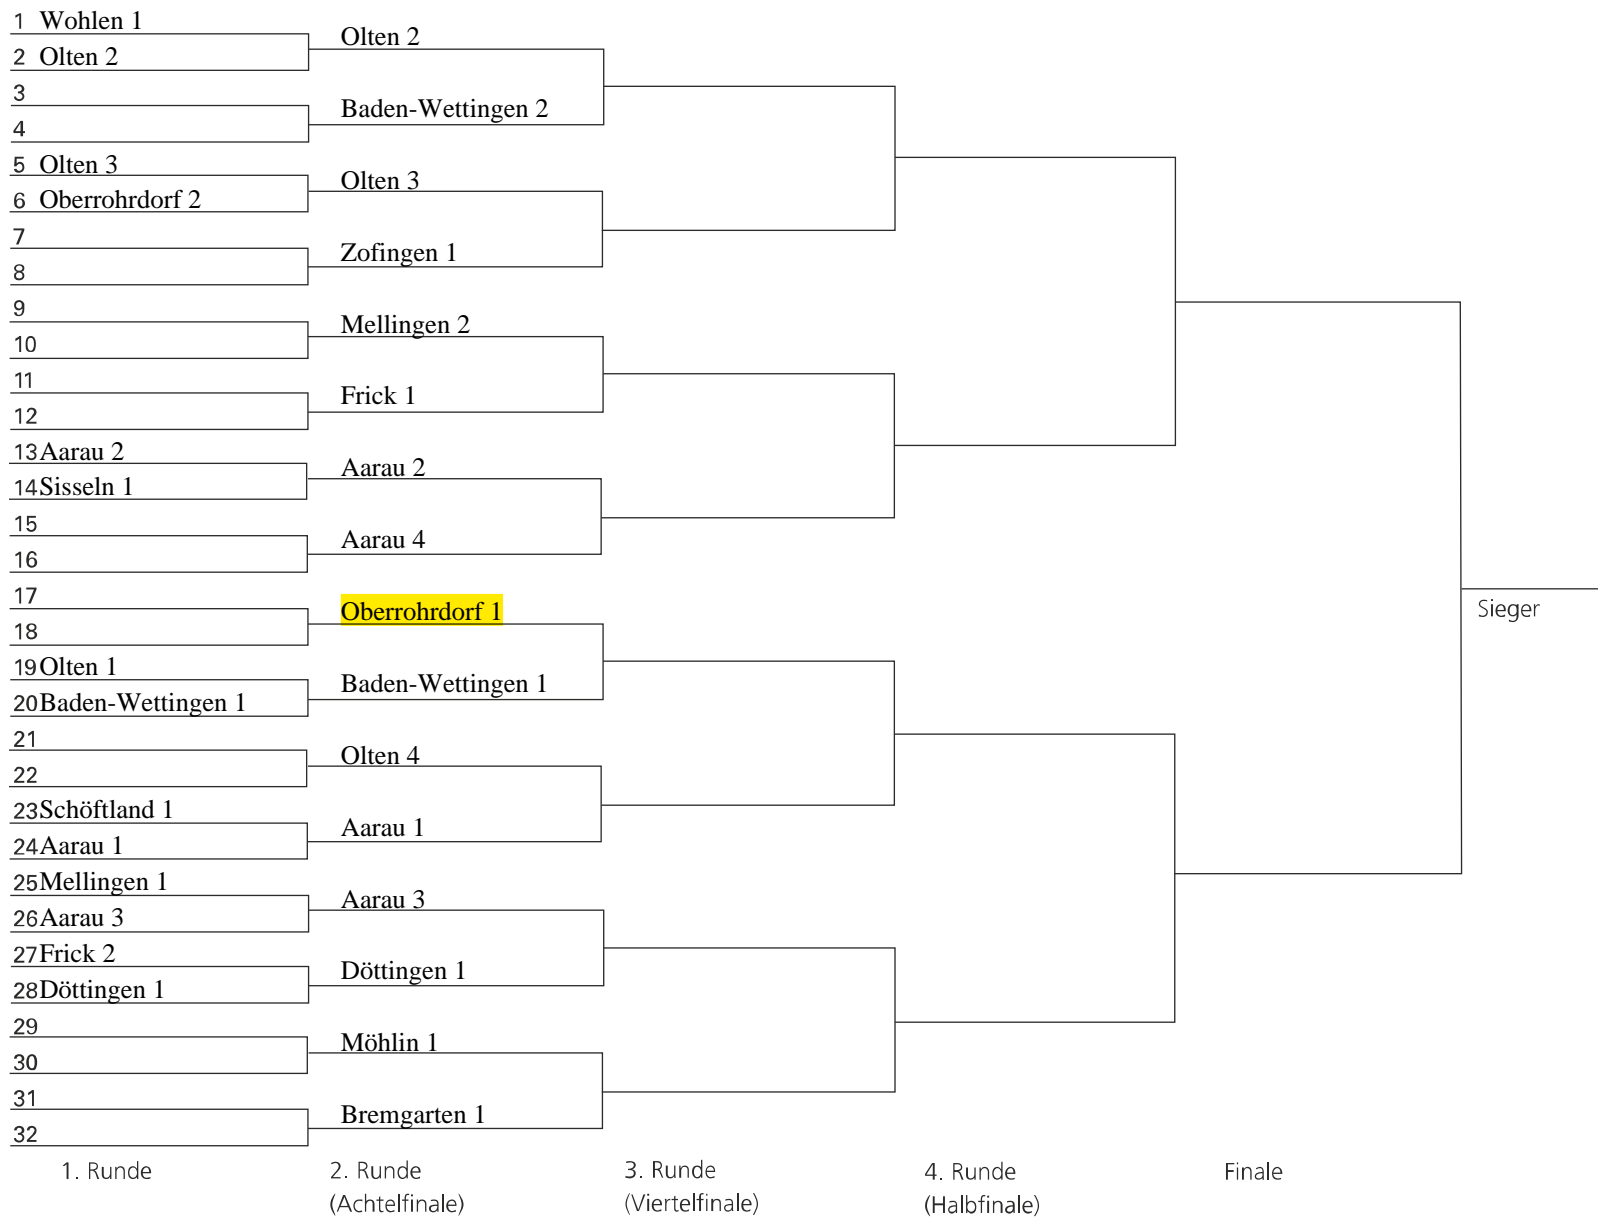 1 Wohlen 1
2 Olten 2
3
4
5 Olten 3
6 Oberrohrdorf 2
7
8
9
10
11
12
13 Aarau 2
14 Sisseln 1
15
16
17
18
19 Olten 1
20 Baden-Wettingen 1
21
22
23 Schöftland 1
24 Aarau 1
25 Mellingen 1
26 Aarau 3
27 Frick 2
28 Döttingen 1
29
30
31
32
1. Runde
Olten 2
Baden-Wettingen 2
Olten 3
Zofingen 1
Mellingen 2
Frick 1
Aarau 2
Aarau 4
Oberrohrdorf 1
Baden-Wettingen 1
Olten 4
Aarau 1
Aarau 3
Döttingen 1
Möhlin 1
Bremgarten 1
2. Runde
(Achtelfinale)
3. Runde
(Viertelfinale)
4. Runde
(Halbfinale)
Finale
Sieger